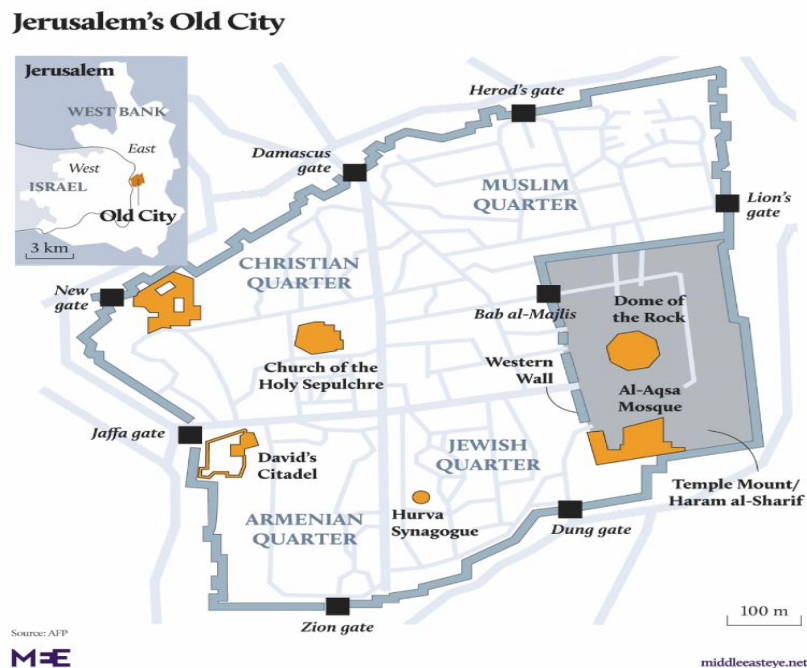 Jerusalem's Old City
Jerusalem
WEST BANK
East
West
ISRAEL
Old City
3 km
Herod's gate
Damascus
gate
MUSLIM
QUARTER
Lion's
gate
CHRISTIAN
QUARTER
New
gate
Bab al-Majlis
Dome of
the Rock
Church of the
Holy Sepulchre
Western
Wall
Al-Aqsa
Mosque
Jaffa gate
David's
Citadel
JEWISH
QUARTER
Temple Mount/
Haram al-Sharif
Hurva
Synagogue
ARMENIAN
QUARTER
Dung gate
Zion gate
100 m
Source: AFP
MEE
middleeasteye.net